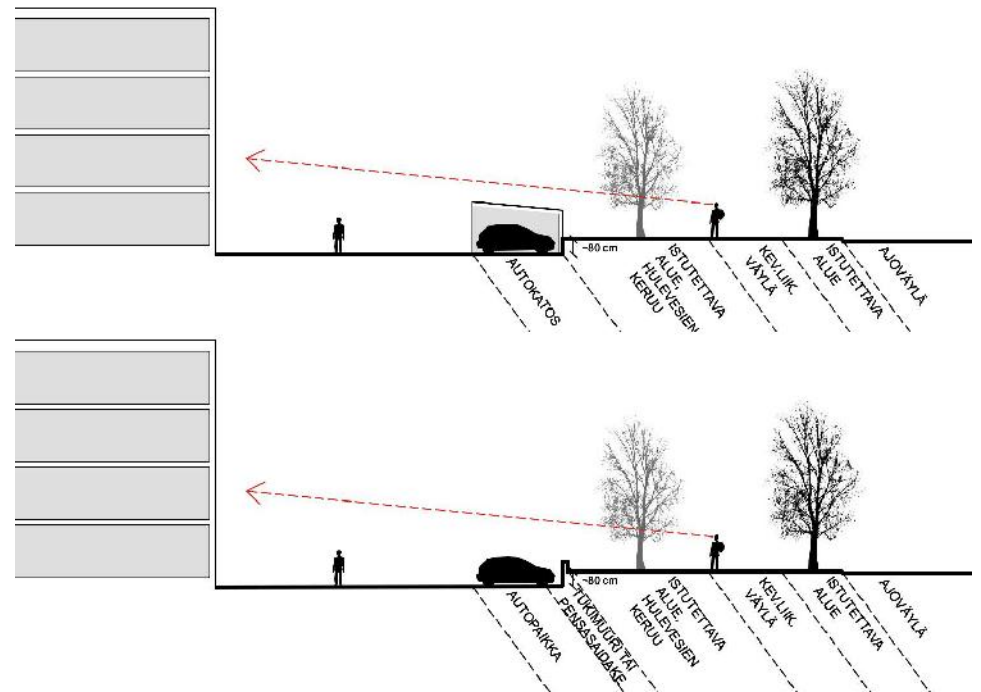 ~80 cm
AUTOKATOS
ISTUTETTAVA
ALUE,
HULEVESIEN
KERUU
KEV.LIIK.
VÄYLÄ
ISTUTETTAVA
ALUE
AJOVÄYLÄ
~80 cm
AUTOPAIKKA
TUKIMUURI TAI
PENSASAIDAKE
ISTUTETTAVA
ALUE,
HULEVESIEN
KERUU
KEV.LIIK.
VÄYLÄ
ISTUTETTAVA
ALUE
AJOVÄYLÄ